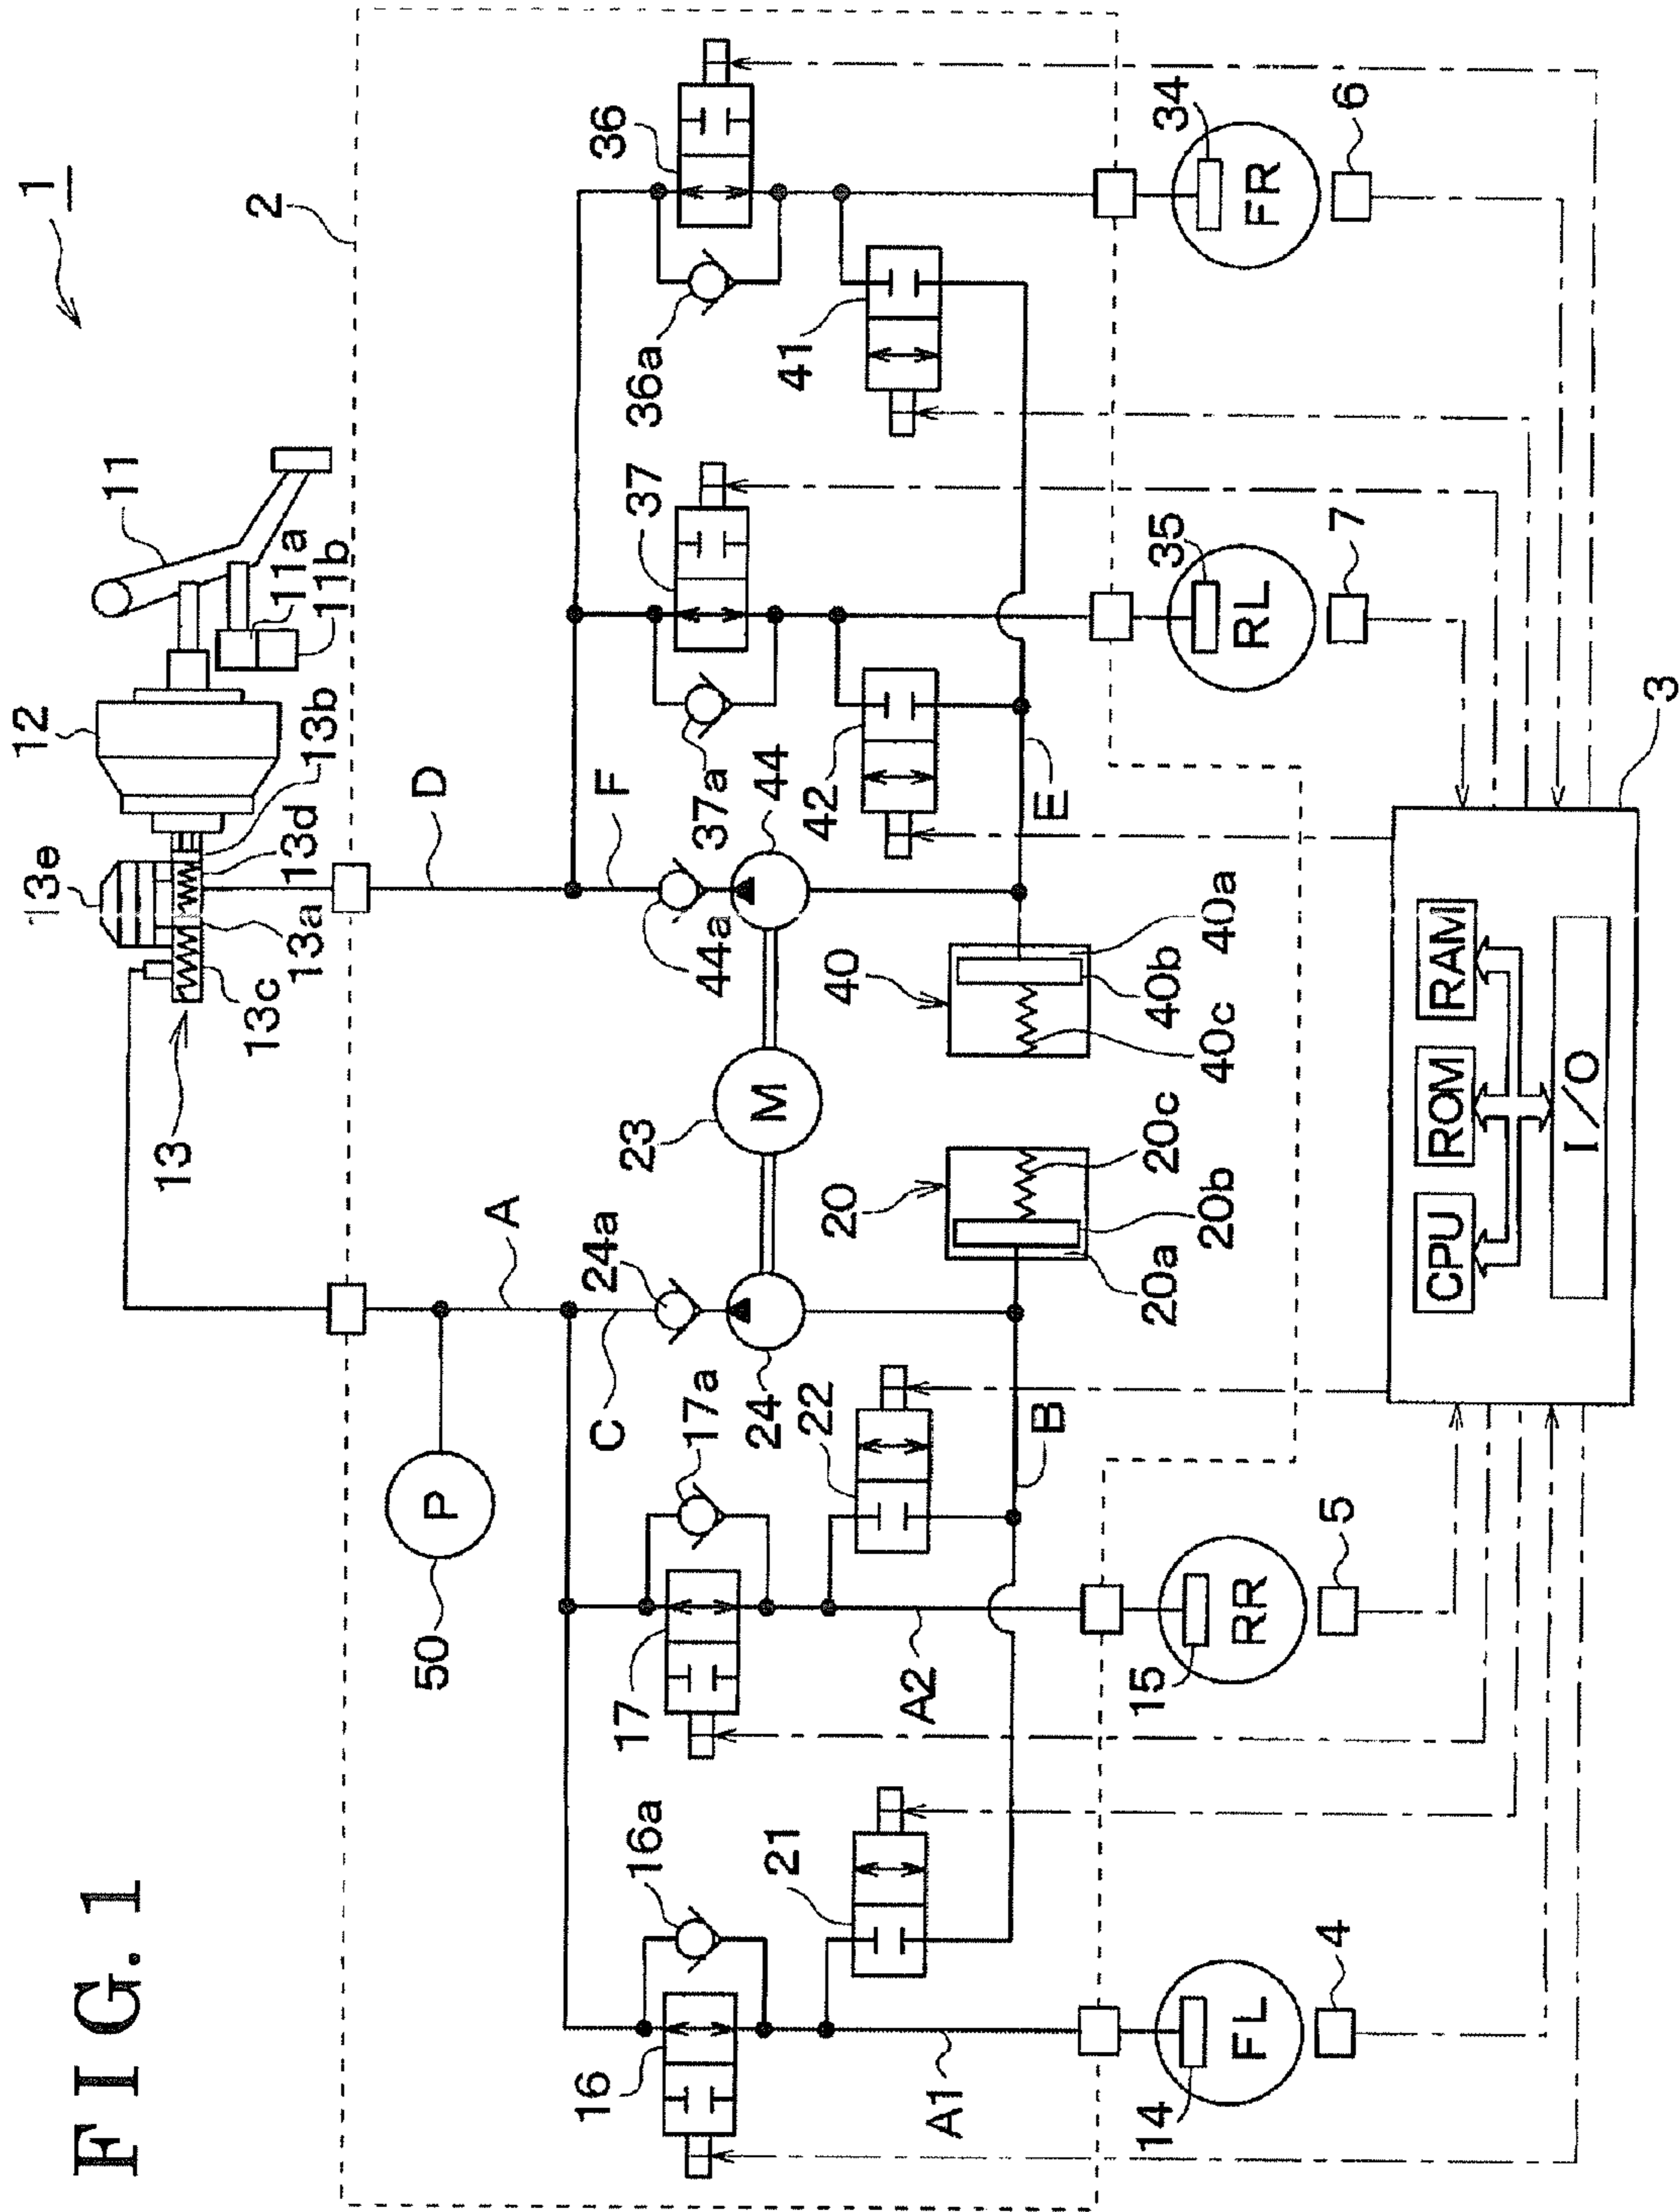 FIG. 1
1
2
11
11a
11b
12
13
13a
13b
13c
13d
13e
D
A
F
C
P
50
M
23
36
36a
37
37a
44
44a
24
24a
17
17a
16
16a
41
42
22
21
E
B
40
40a
40b
40c
20
20a
20b
20c
A2
A1
34
FR
6
35
RL
7
15
RR
5
14
FL
4
3
CPU
ROM
RAM
I/O